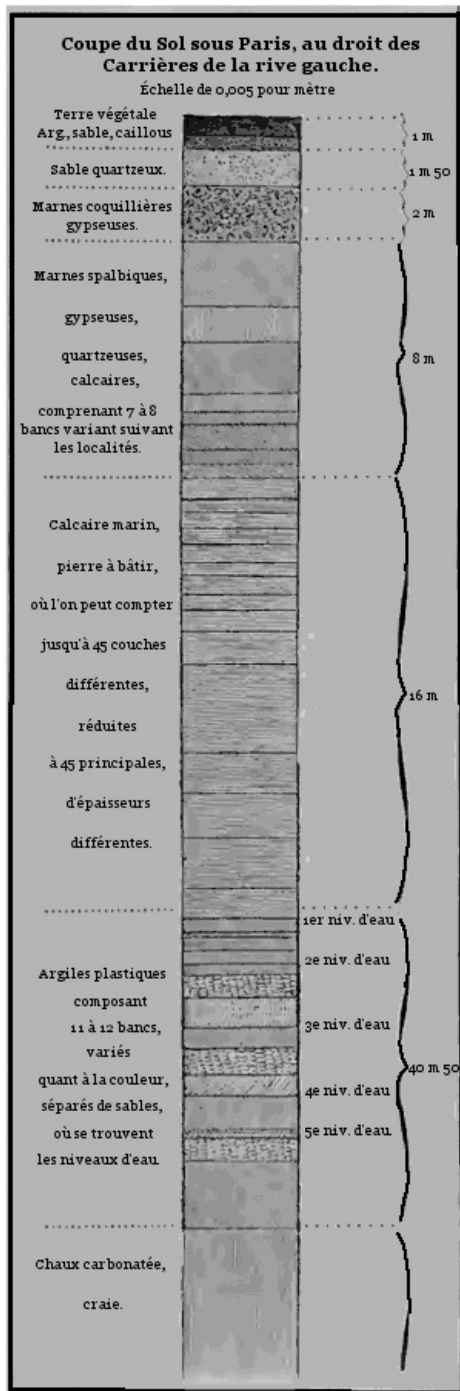 Coupe du Sol sous Paris, au droit des
Carrières de la rive gauche.
Échelle de 0,005 pour mètre
Terre végétale
Arg., sable, caillous
1 m
Sable quartzeux.
1 m 50
Marnes coquillières
gypseuses.
2 m
Marnes spalbiques,
gypseuses,
quartzeuses,
calcaires,
comprenant 7 à 8
bancs variant suivant
les localités.
8 m
Calcaire marin,
pierre à bâtir,
où l'on peut compter
jusqu'à 45 couches
différentes,
réduites
à 45 principales,
d'épaisseurs
différentes.
16 m
Argiles plastiques
composant
11 à 12 bancs,
variés
quant à la couleur,
séparés de sables,
où se trouvent
les niveaux d'eau.
1er niv. d'eau
2e niv. d'eau
3e niv. d'eau
4e niv. d'eau
5e niv. d'eau
40 m 50
Chaux carbonatée,
craie.